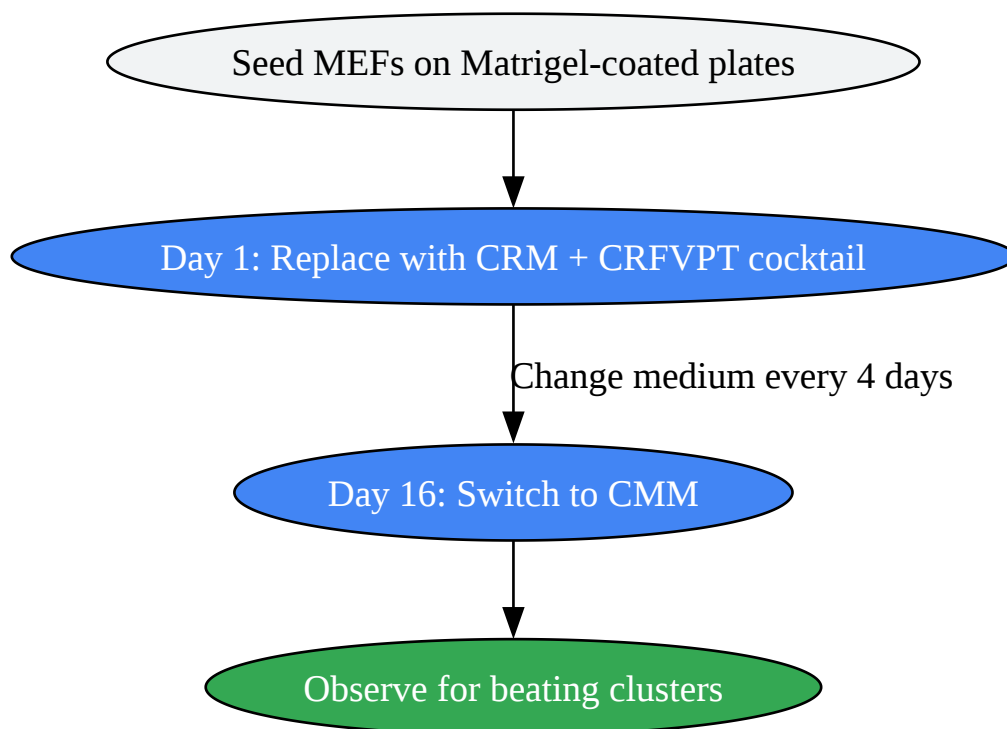 Seed MEFs on Matrigel-coated plates
Day 1: Replace with CRM + CRFVPT cocktail
Change medium every 4 days
Day 16: Switch to CMM
Observe for beating clusters